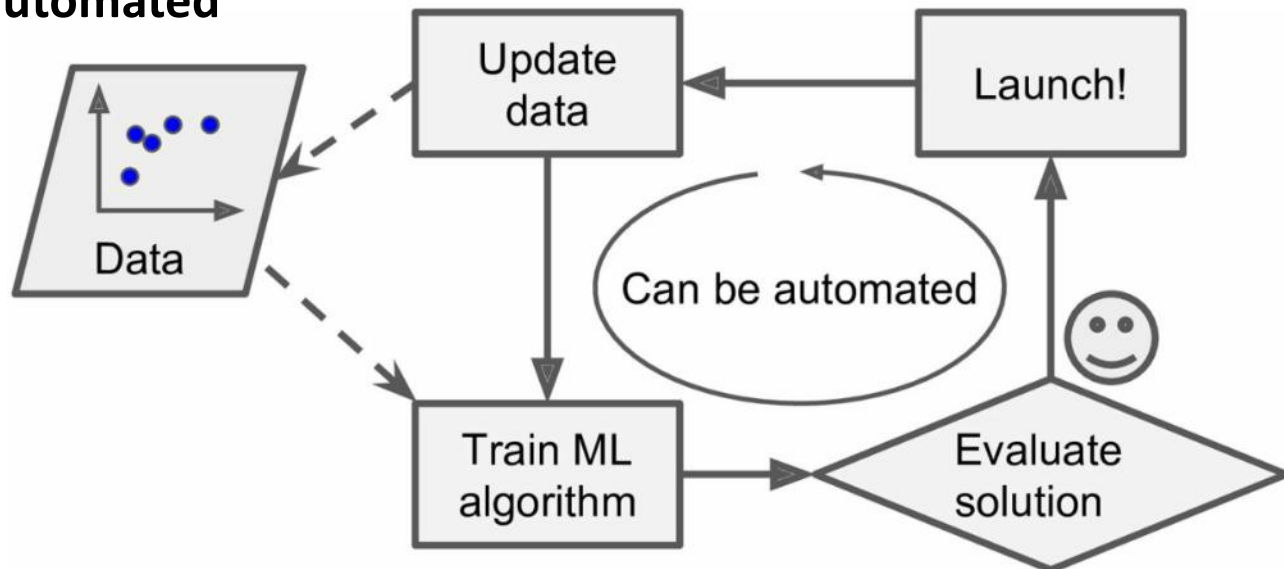 utomated
Update
data
Launch!
Data
Can be automated
Train ML
algorithm
Evaluate
solution